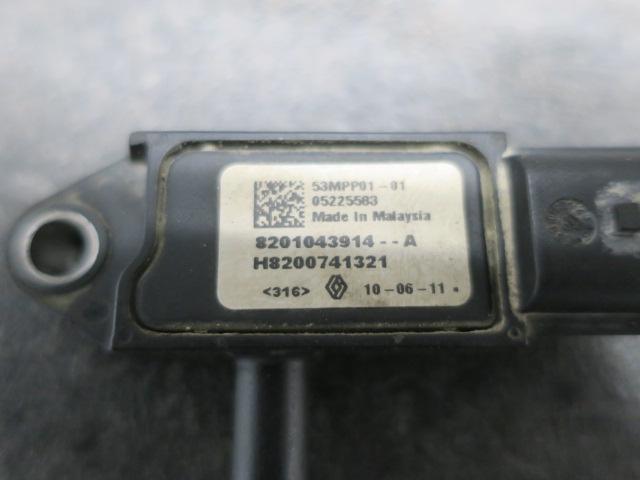 53MPP01-01
05225583
Made In Malaysia
8201043914--A
H8200741321
<316> 10-06-11